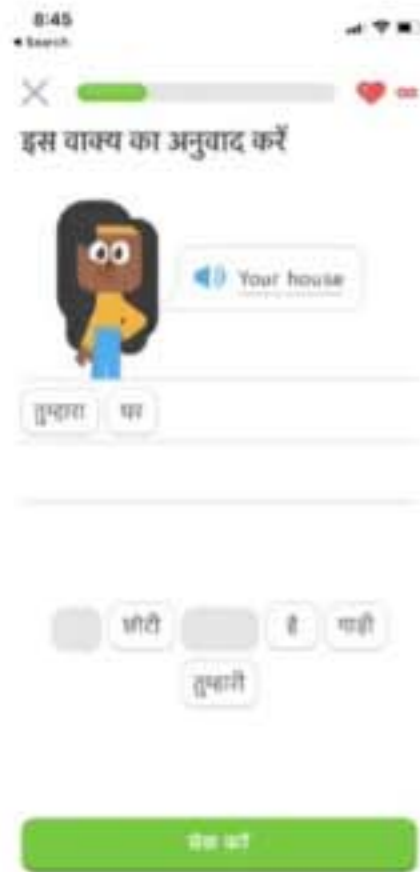 8:45
Search
∞
इस वाक्य का अनुवाद करें
Your house
तुम्हारा घर
छोटी है गाड़ी
तुम्हारी
चेक करें